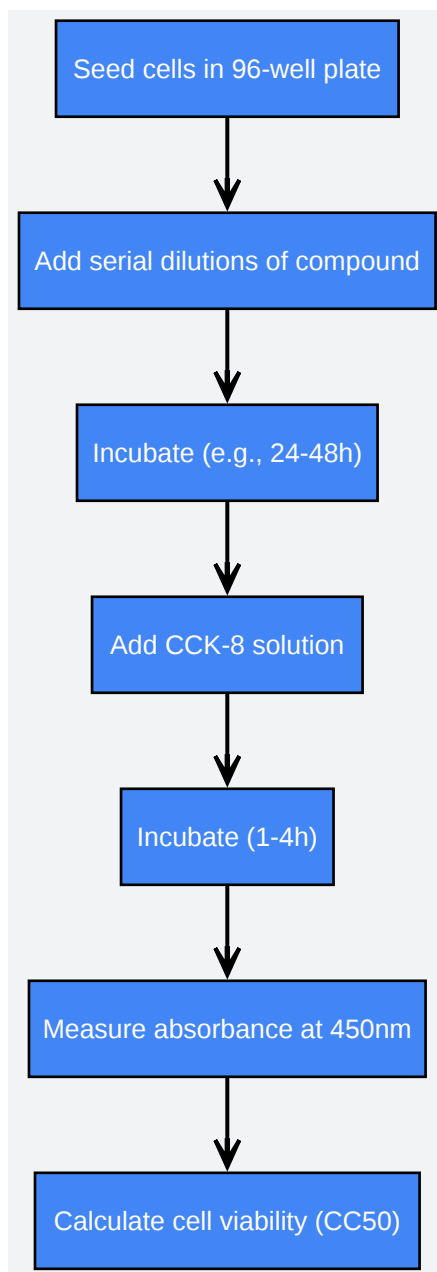 Seed cells in 96-well plate
Add serial dilutions of compound
Incubate (e.g., 24-48h)
Add CCK-8 solution
Incubate (1-4h)
Measure absorbance at 450nm
Calculate cell viability (CC50)